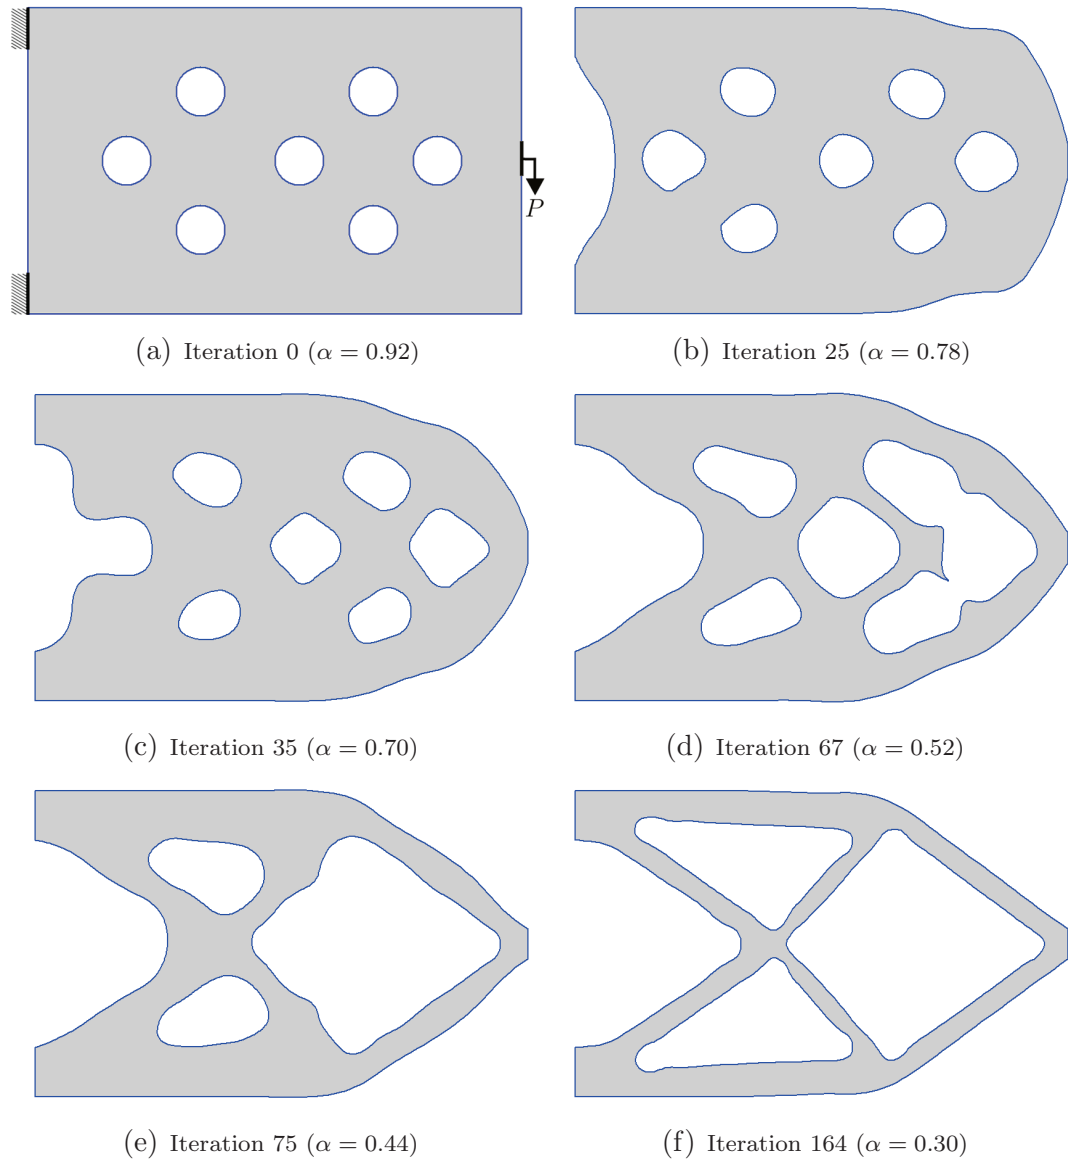 P
(a) Iteration 0 (α = 0.92)
(b) Iteration 25 (α = 0.78)
(c) Iteration 35 (α = 0.70)
(d) Iteration 67 (α = 0.52)
(e) Iteration 75 (α = 0.44)
(f) Iteration 164 (α = 0.30)